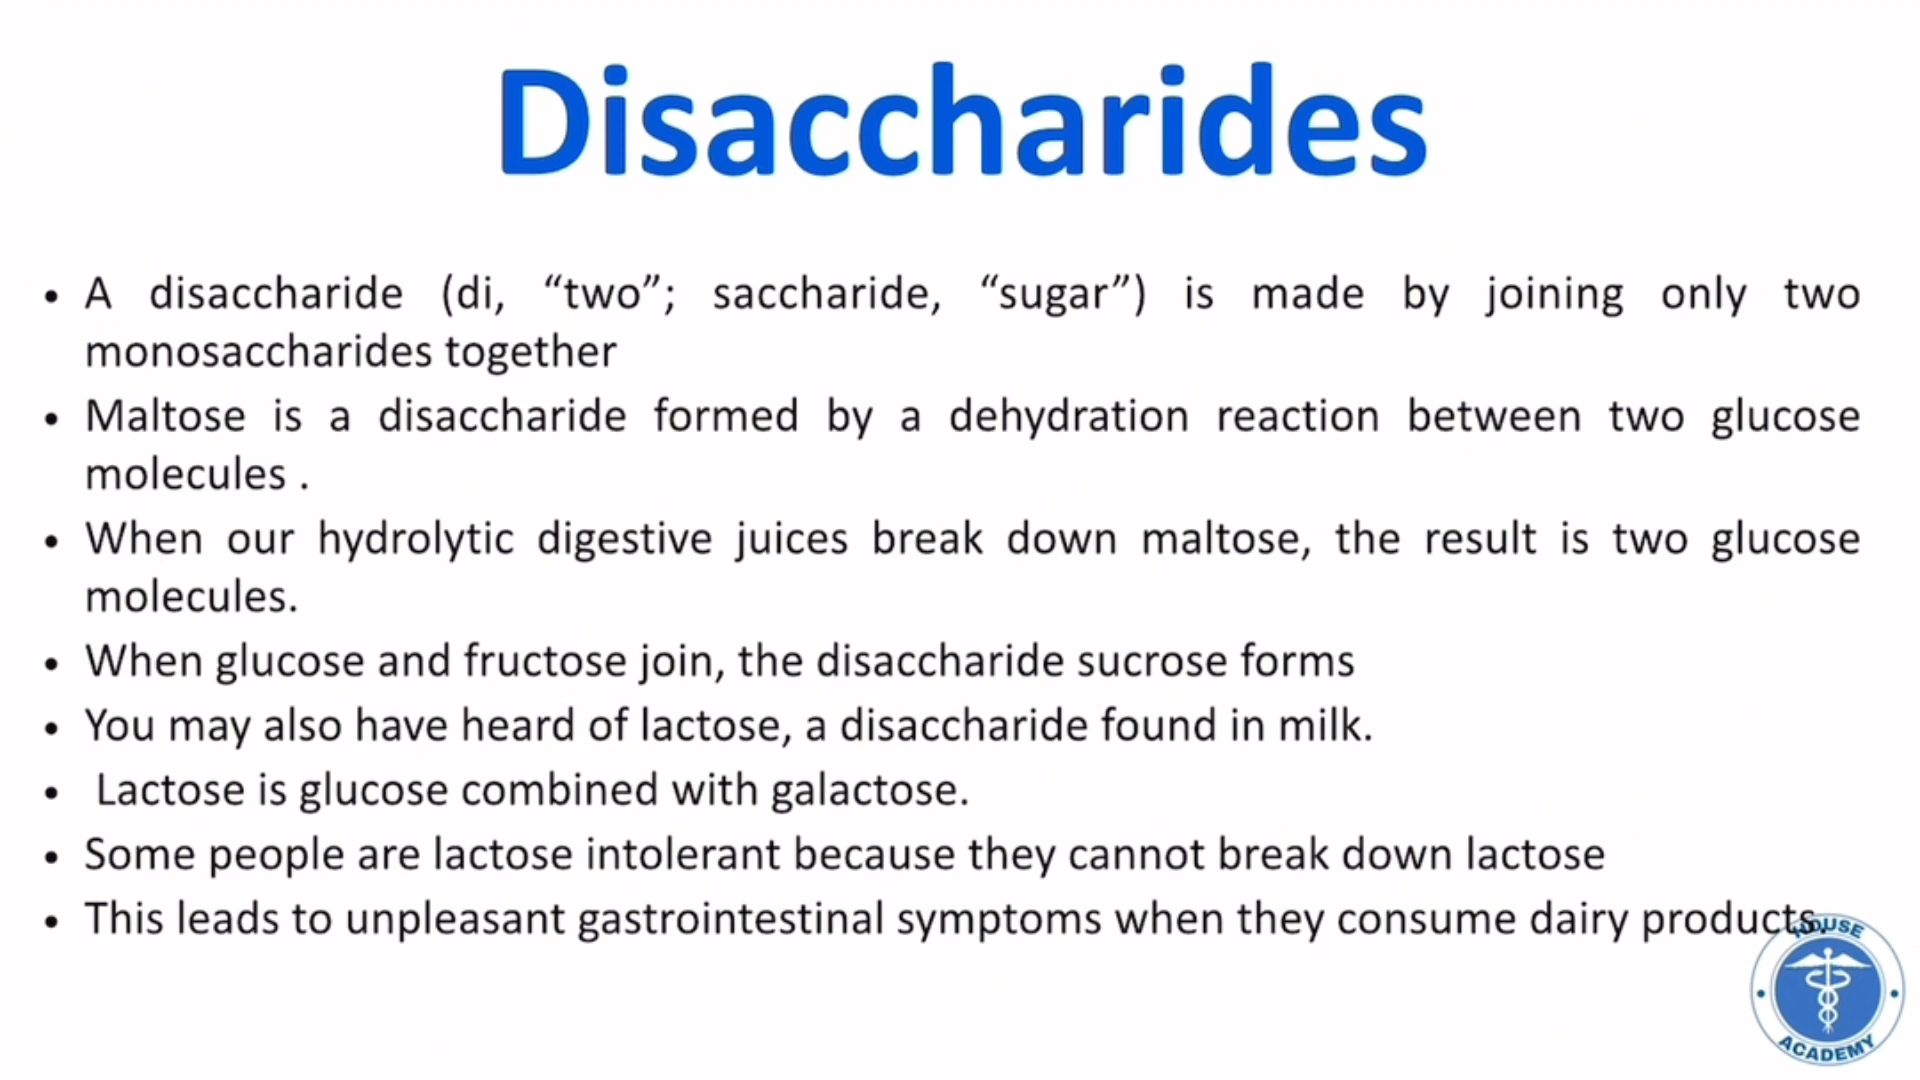 Disaccharides
• A disaccharide (di, “two”; saccharide, “sugar”) is made by joining only two
monosaccharides together
• Maltose is a disaccharide formed by a dehydration reaction between two glucose
molecules .
• When our hydrolytic digestive juices break down maltose, the result is two glucose
molecules.
• When glucose and fructose join, the disaccharide sucrose forms
• You may also have heard of lactose, a disaccharide found in milk.
• Lactose is glucose combined with galactose.
• Some people are lactose intolerant because they cannot break down lactose
• This leads to unpleasant gastrointestinal symptoms when they consume dairy products.
HOUSE
ACADEMY